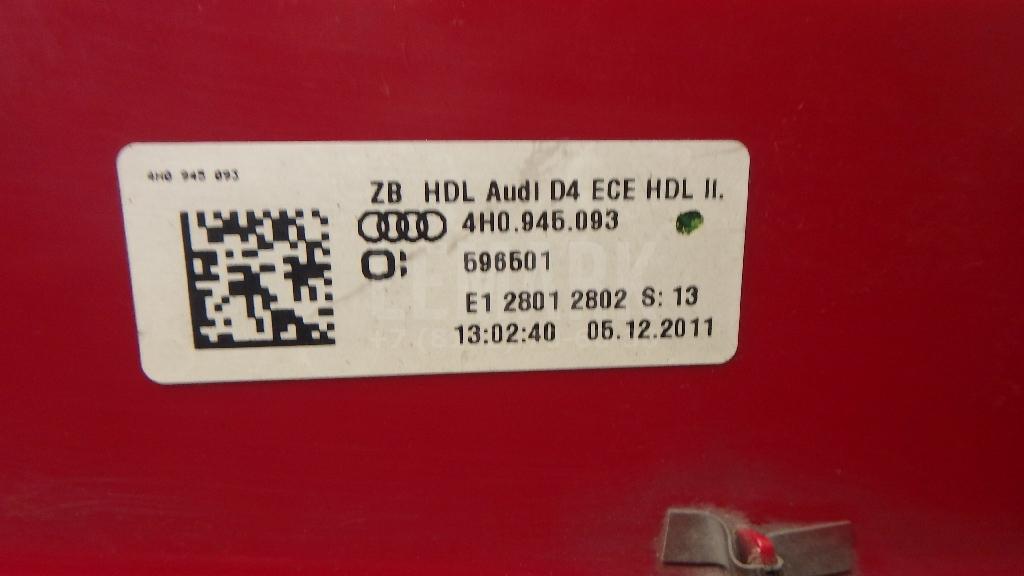 4H0 945 093
ZB HDL Audi D4 ECE HDL II.
4H0.945.093
596501
E1 2801 2802 S: 13
13:02:40 05.12.2011